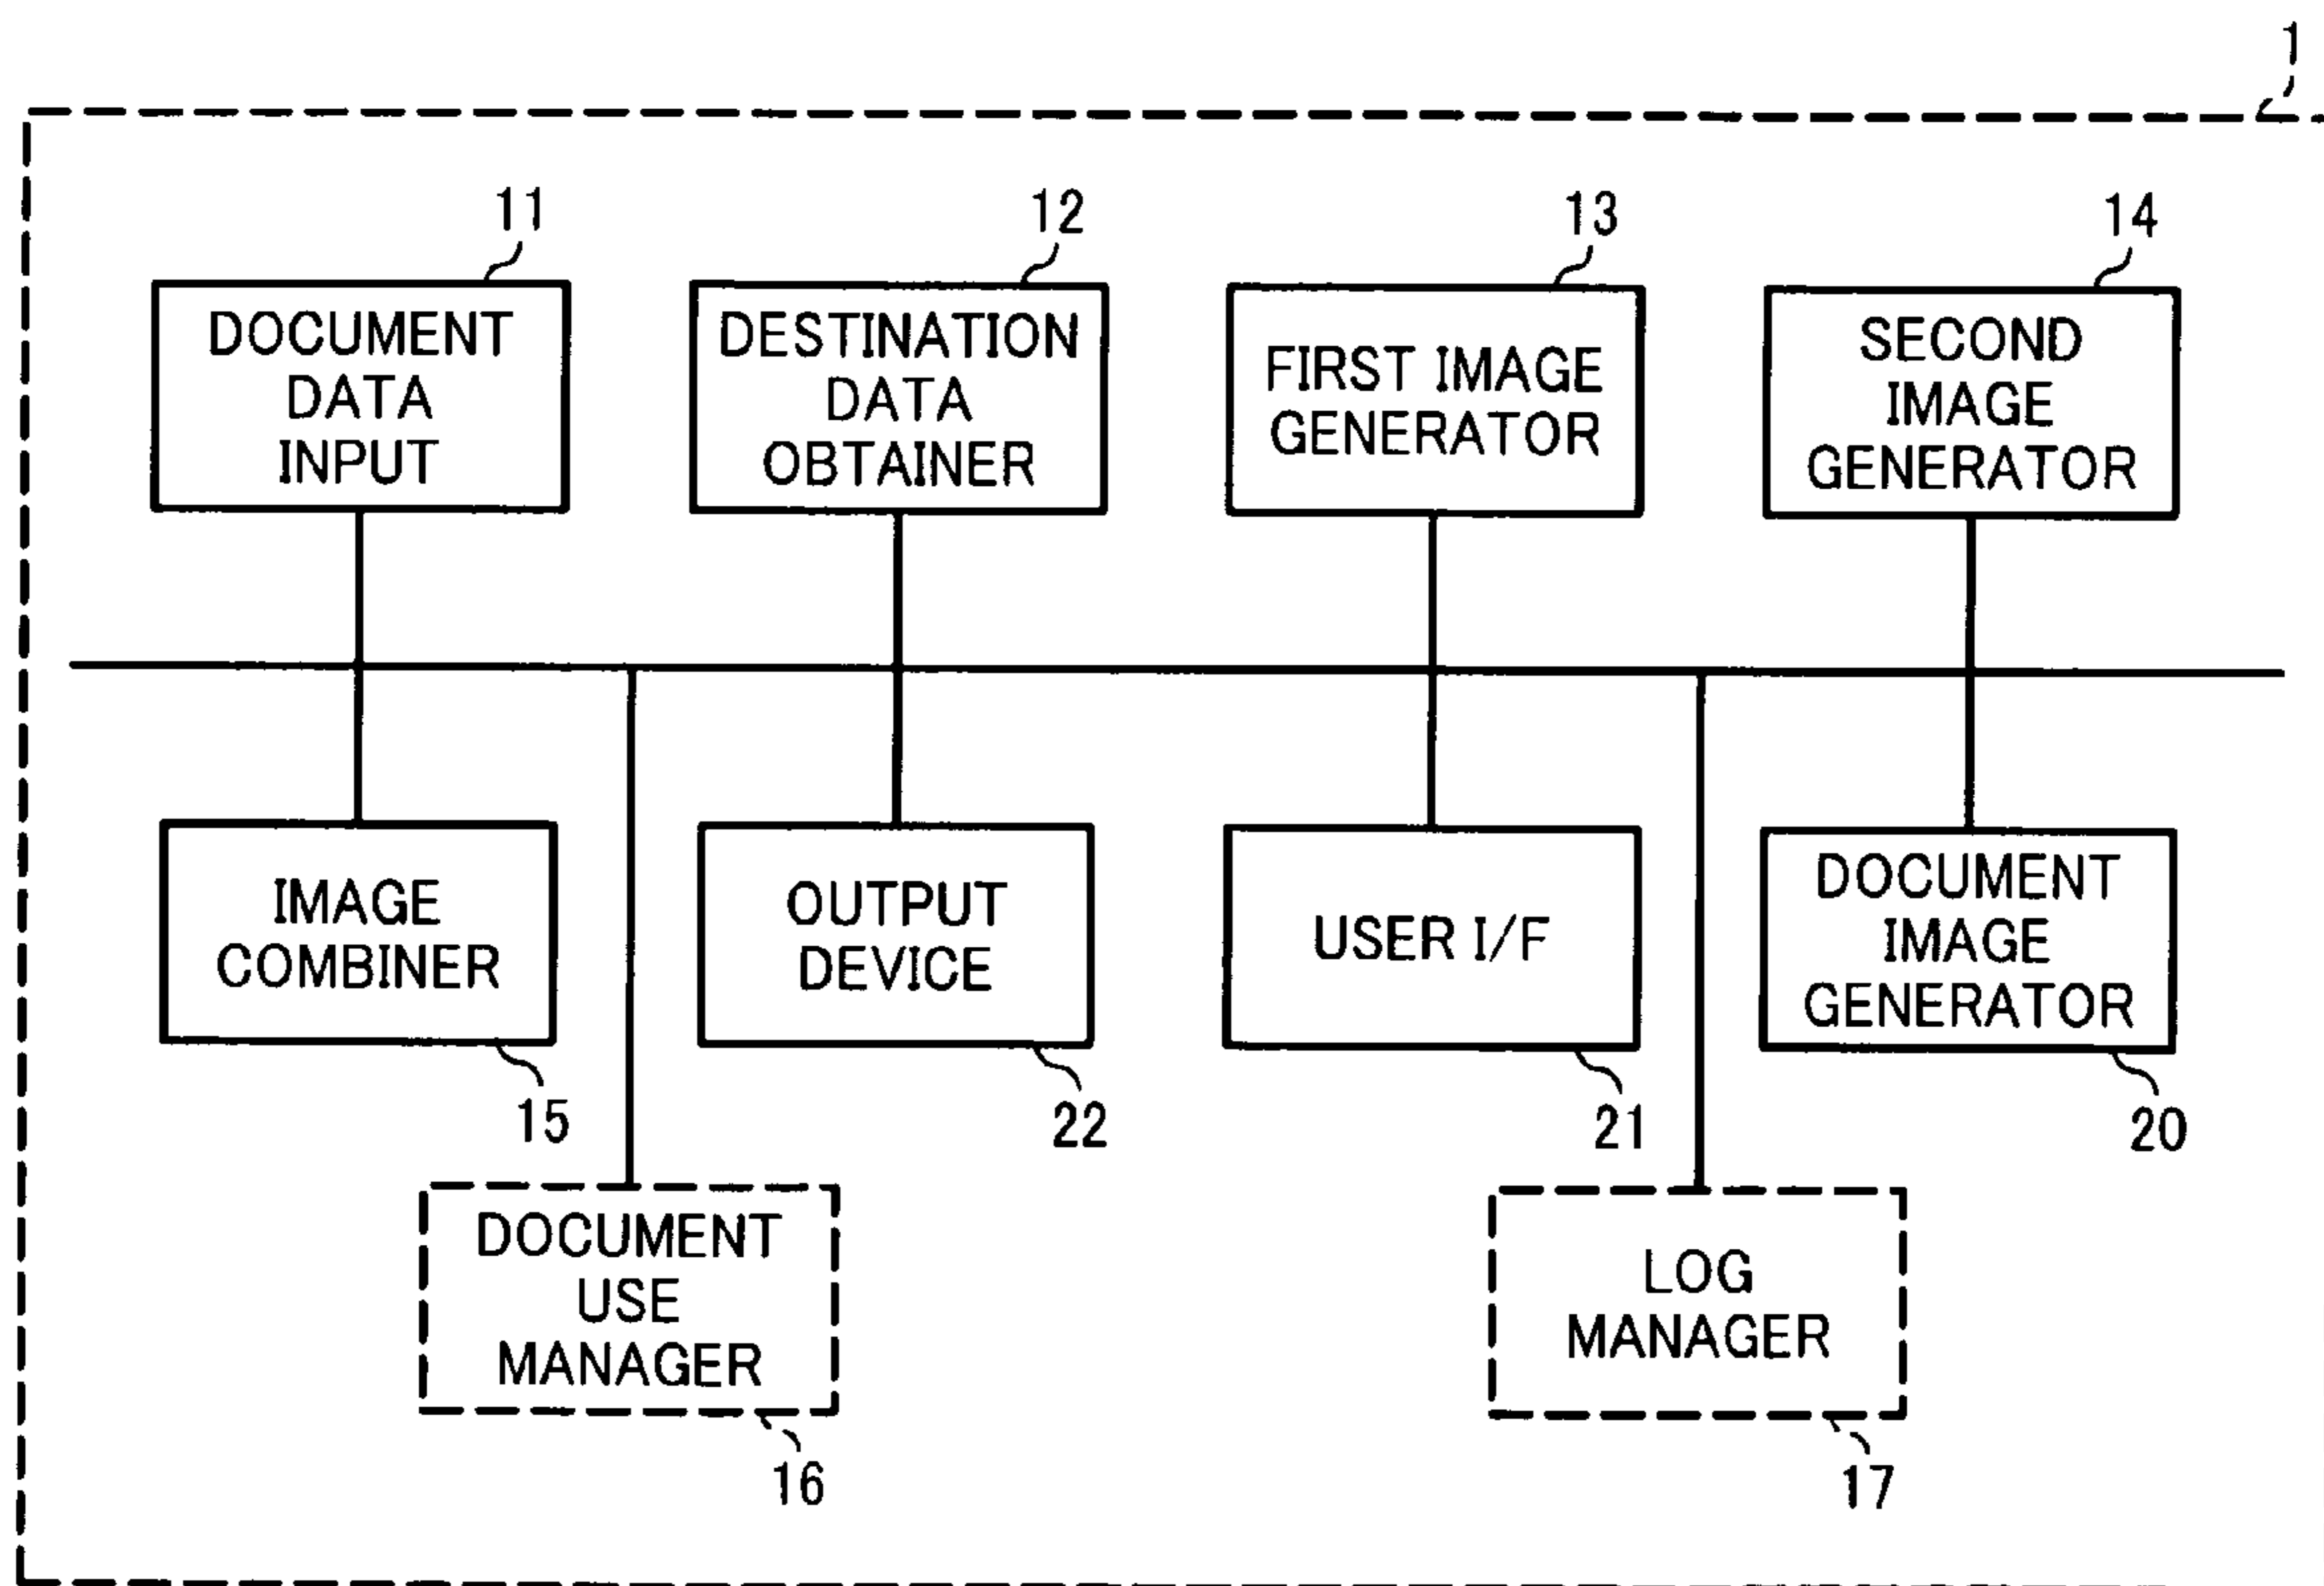 1
11
12
13
14
DOCUMENT
DATA
INPUT
DESTINATION
DATA
OBTAINER
FIRST IMAGE
GENERATOR
SECOND
IMAGE
GENERATOR
IMAGE
COMBINER
OUTPUT
DEVICE
USER I/F
DOCUMENT
IMAGE
GENERATOR
15
22
21
20
DOCUMENT
USE
MANAGER
LOG
MANAGER
16
17